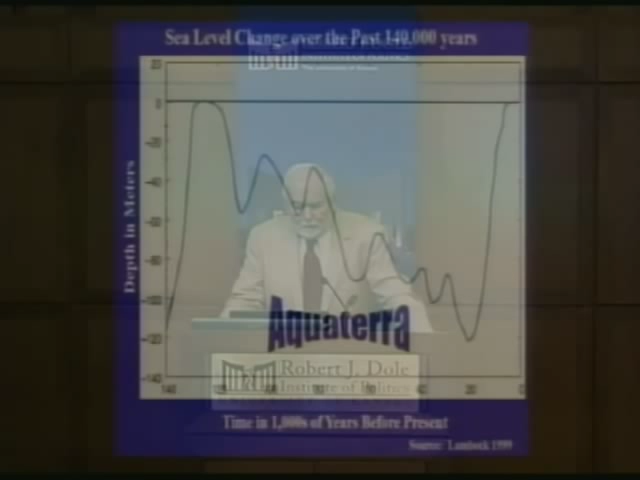 Sea Level Change over the Past 140,000 years
20
0
-20
-40
-60
-80
-100
-120
-140
Depth in Meters
Aquaterra
Robert J. Dole
Institute of Politics
140
40
20
0
Time in 1,000s of Years Before Present
Source: Lambeck 1999